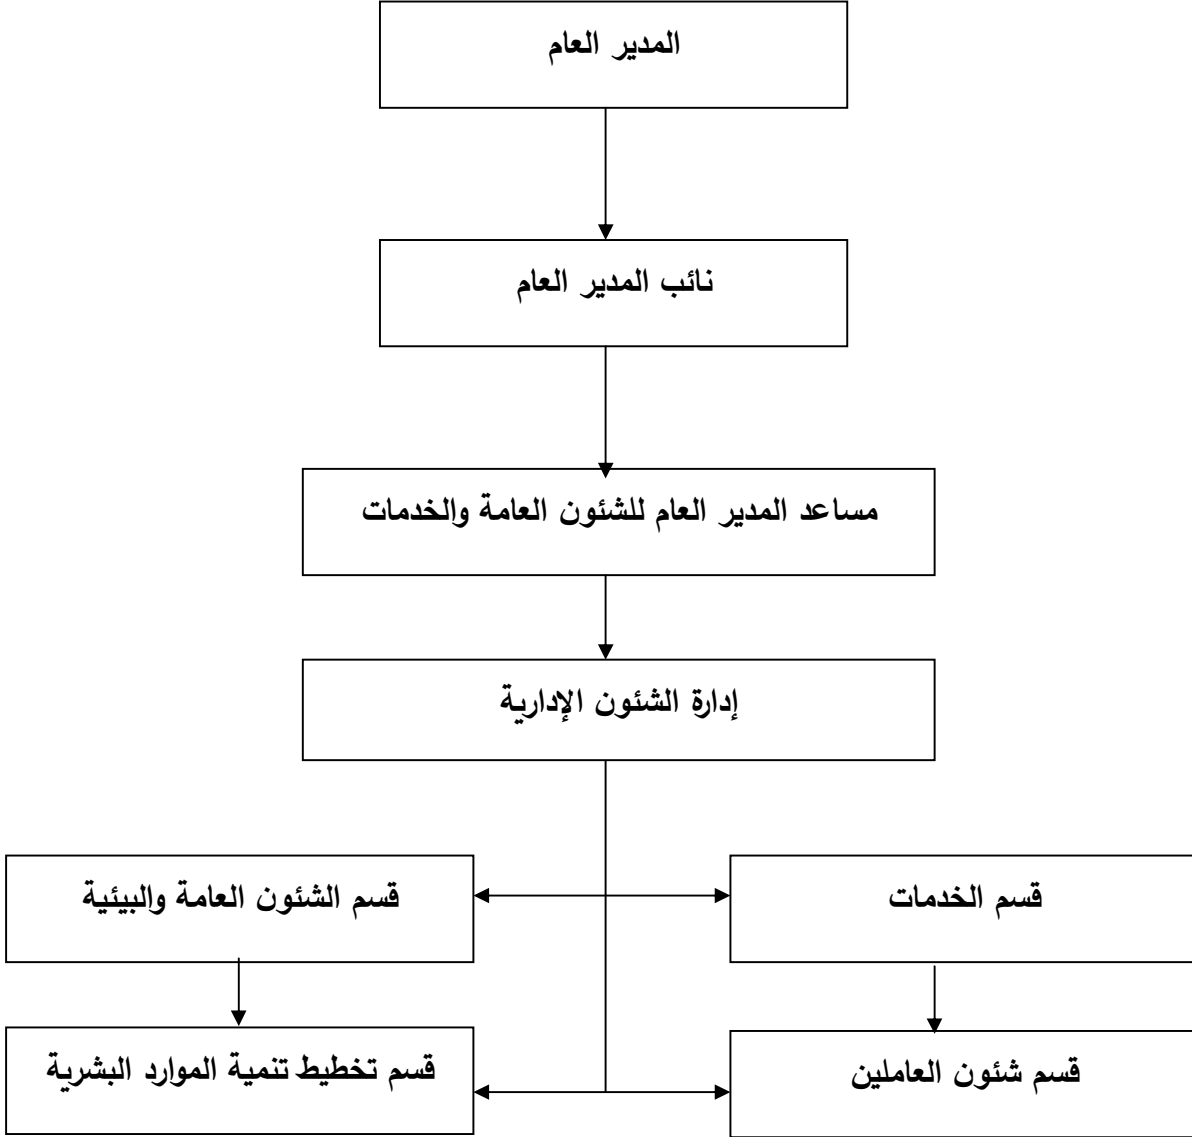 المدير العام
نائب المدير العام
مساعد المدير العام للشئون العامة والخدمات
إدارة الشئون الإدارية
قسم الخدمات
قسم الشئون العامة والبيئية
قسم شئون العاملين
قسم تخطيط تنمية الموارد البشرية